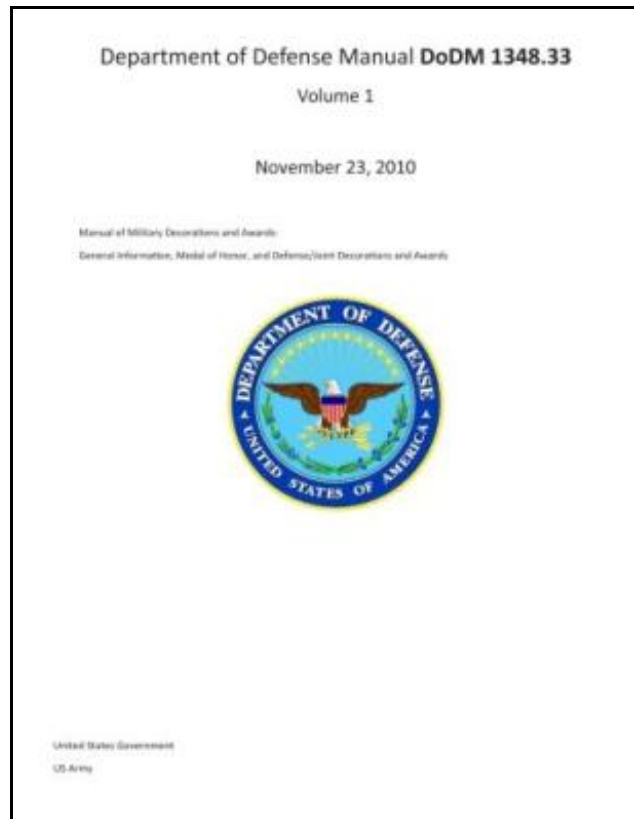 Department of Defense Manual DoDM 1348.33
Volume 1
November 23, 2010
Manual of Military Decorations and Awards:
General Information, Medal of Honor, and Defense/Joint Decorations and Awards
DEPARTMENT OF DEFENSE
UNITED STATES OF AMERICA
United States Government
US Army